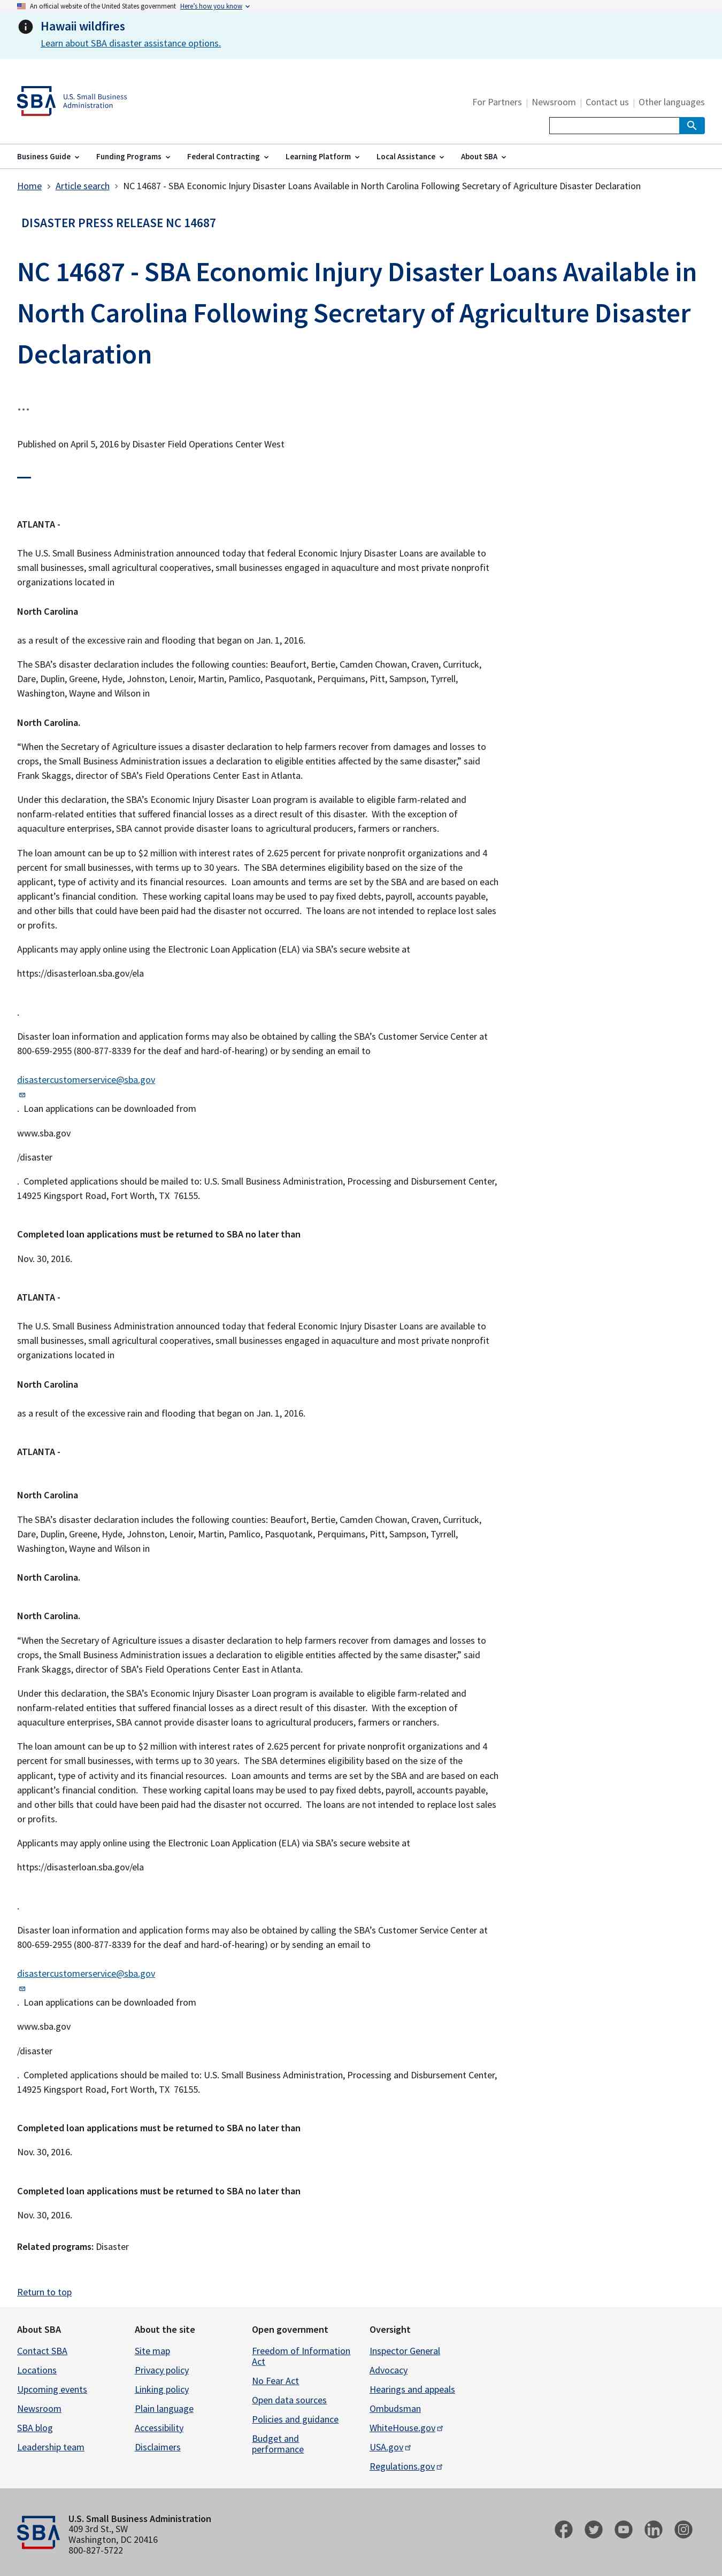 An official website of the United States government Here's how you know
Hawaii wildfires
Learn about SBA disaster assistance options.
SBA
U.S. Small Business
Administration
For Partners | Newsroom | Contact us | Other languages
Business Guide Funding Programs Federal Contracting Learning Platform Local Assistance About SBA
Home > Article search > NC 14687 - SBA Economic Injury Disaster Loans Available in North Carolina Following Secretary of Agriculture Disaster Declaration
DISASTER PRESS RELEASE NC 14687
NC 14687 - SBA Economic Injury Disaster Loans Available in
North Carolina Following Secretary of Agriculture Disaster
Declaration
...
Published on April 5, 2016 by Disaster Field Operations Center West
ATLANTA -
The U.S. Small Business Administration announced today that federal Economic Injury Disaster Loans are available to
small businesses, small agricultural cooperatives, small businesses engaged in aquaculture and most private nonprofit
organizations located in
North Carolina
as a result of the excessive rain and flooding that began on Jan. 1, 2016.
The SBA's disaster declaration includes the following counties: Beaufort, Bertie, Camden Chowan, Craven, Currituck,
Dare, Duplin, Greene, Hyde, Johnston, Lenoir, Martin, Pamlico, Pasquotank, Perquimans, Pitt, Sampson, Tyrrell,
Washington, Wayne and Wilson in
North Carolina.
“When the Secretary of Agriculture issues a disaster declaration to help farmers recover from damages and losses to
crops, the Small Business Administration issues a declaration to eligible entities affected by the same disaster,” said
Frank Skaggs, director of SBA's Field Operations Center East in Atlanta.
Under this declaration, the SBA's Economic Injury Disaster Loan program is available to eligible farm-related and
nonfarm-related entities that suffered financial losses as a direct result of this disaster.  With the exception of
aquaculture enterprises, SBA cannot provide disaster loans to agricultural producers, farmers or ranchers.
The loan amount can be up to $2 million with interest rates of 2.625 percent for private nonprofit organizations and 4
percent for small businesses, with terms up to 30 years.  The SBA determines eligibility based on the size of the
applicant, type of activity and its financial resources.  Loan amounts and terms are set by the SBA and are based on each
applicant's financial condition.  These working capital loans may be used to pay fixed debts, payroll, accounts payable,
and other bills that could have been paid had the disaster not occurred.  The loans are not intended to replace lost sales
or profits.
Applicants may apply online using the Electronic Loan Application (ELA) via SBA's secure website at
https://disasterloan.sba.gov/ela
.
Disaster loan information and application forms may also be obtained by calling the SBA's Customer Service Center at
800-659-2955 (800-877-8339 for the deaf and hard-of-hearing) or by sending an email to
disastercustomerservice@sba.gov
.  Loan applications can be downloaded from
www.sba.gov
/disaster
.  Completed applications should be mailed to: U.S. Small Business Administration, Processing and Disbursement Center,
14925 Kingsport Road, Fort Worth, TX  76155.
Completed loan applications must be returned to SBA no later than
Nov. 30, 2016.
ATLANTA -
The U.S. Small Business Administration announced today that federal Economic Injury Disaster Loans are available to
small businesses, small agricultural cooperatives, small businesses engaged in aquaculture and most private nonprofit
organizations located in
North Carolina
as a result of the excessive rain and flooding that began on Jan. 1, 2016.
ATLANTA -
North Carolina
The SBA's disaster declaration includes the following counties: Beaufort, Bertie, Camden Chowan, Craven, Currituck,
Dare, Duplin, Greene, Hyde, Johnston, Lenoir, Martin, Pamlico, Pasquotank, Perquimans, Pitt, Sampson, Tyrrell,
Washington, Wayne and Wilson in
North Carolina.
North Carolina.
“When the Secretary of Agriculture issues a disaster declaration to help farmers recover from damages and losses to
crops, the Small Business Administration issues a declaration to eligible entities affected by the same disaster,” said
Frank Skaggs, director of SBA's Field Operations Center East in Atlanta.
Under this declaration, the SBA's Economic Injury Disaster Loan program is available to eligible farm-related and
nonfarm-related entities that suffered financial losses as a direct result of this disaster.  With the exception of
aquaculture enterprises, SBA cannot provide disaster loans to agricultural producers, farmers or ranchers.
The loan amount can be up to $2 million with interest rates of 2.625 percent for private nonprofit organizations and 4
percent for small businesses, with terms up to 30 years.  The SBA determines eligibility based on the size of the
applicant, type of activity and its financial resources.  Loan amounts and terms are set by the SBA and are based on each
applicant's financial condition.  These working capital loans may be used to pay fixed debts, payroll, accounts payable,
and other bills that could have been paid had the disaster not occurred.  The loans are not intended to replace lost sales
or profits.
Applicants may apply online using the Electronic Loan Application (ELA) via SBA's secure website at
https://disasterloan.sba.gov/ela
.
Disaster loan information and application forms may also be obtained by calling the SBA's Customer Service Center at
800-659-2955 (800-877-8339 for the deaf and hard-of-hearing) or by sending an email to
disastercustomerservice@sba.gov
.  Loan applications can be downloaded from
www.sba.gov
/disaster
.  Completed applications should be mailed to: U.S. Small Business Administration, Processing and Disbursement Center,
14925 Kingsport Road, Fort Worth, TX  76155.
Completed loan applications must be returned to SBA no later than
Nov. 30, 2016.
Completed loan applications must be returned to SBA no later than
Nov. 30, 2016.
Related programs: Disaster
Return to top
About SBA
Contact SBA
Locations
Upcoming events
Newsroom
SBA blog
Leadership team
About the site
Site map
Privacy policy
Linking policy
Plain language
Accessibility
Disclaimers
Open government
Freedom of Information
Act
No Fear Act
Open data sources
Policies and guidance
Budget and
performance
Oversight
Inspector General
Advocacy
Hearings and appeals
Ombudsman
WhiteHouse.gov
USA.gov
Regulations.gov
SBA
U.S. Small Business Administration
409 3rd St., SW
Washington, DC 20416
800-827-5722